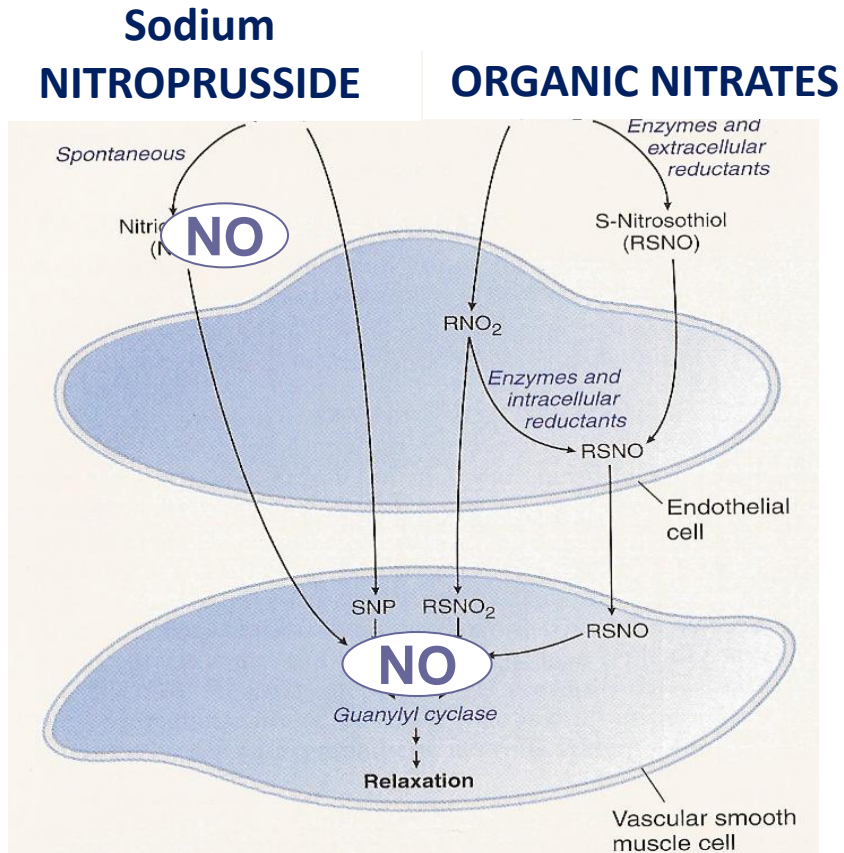 Sodium
NITROPRUSSIDE
ORGANIC NITRATES
Spontaneous
Enzymes and
extracellular
reductants
NO
S-Nitrosothiol
(RSNO)
RNO₂
Enzymes and
intracellular
reductants
RSNO
Endothelial
cell
SNP
RSNO₂
RSNO
NO
Guanylyl cyclase
Relaxation
Vascular smooth
muscle cell